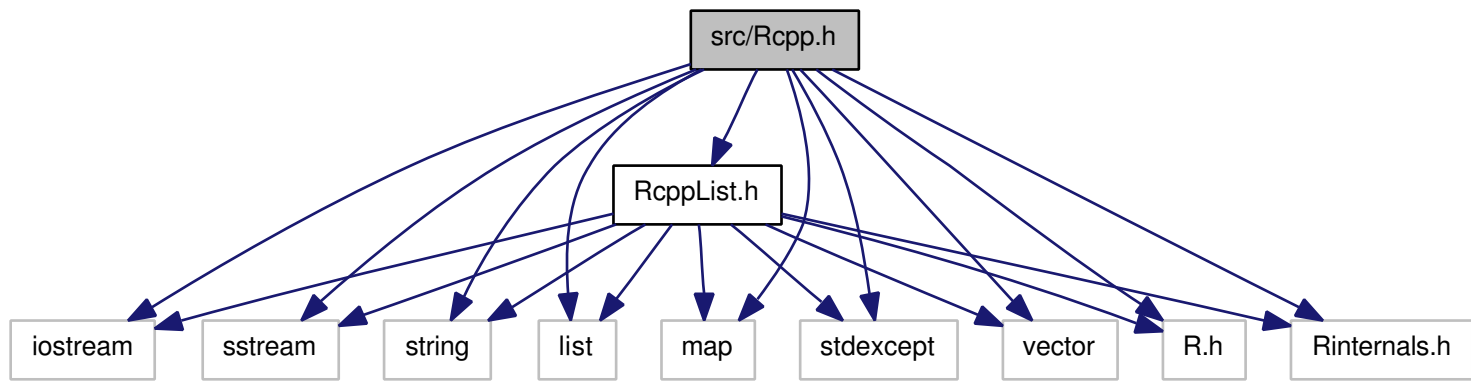 src/Rcpp.h
RcppList.h
iostream
sstream
string
list
map
stdexcept
vector
R.h
Rinternals.h